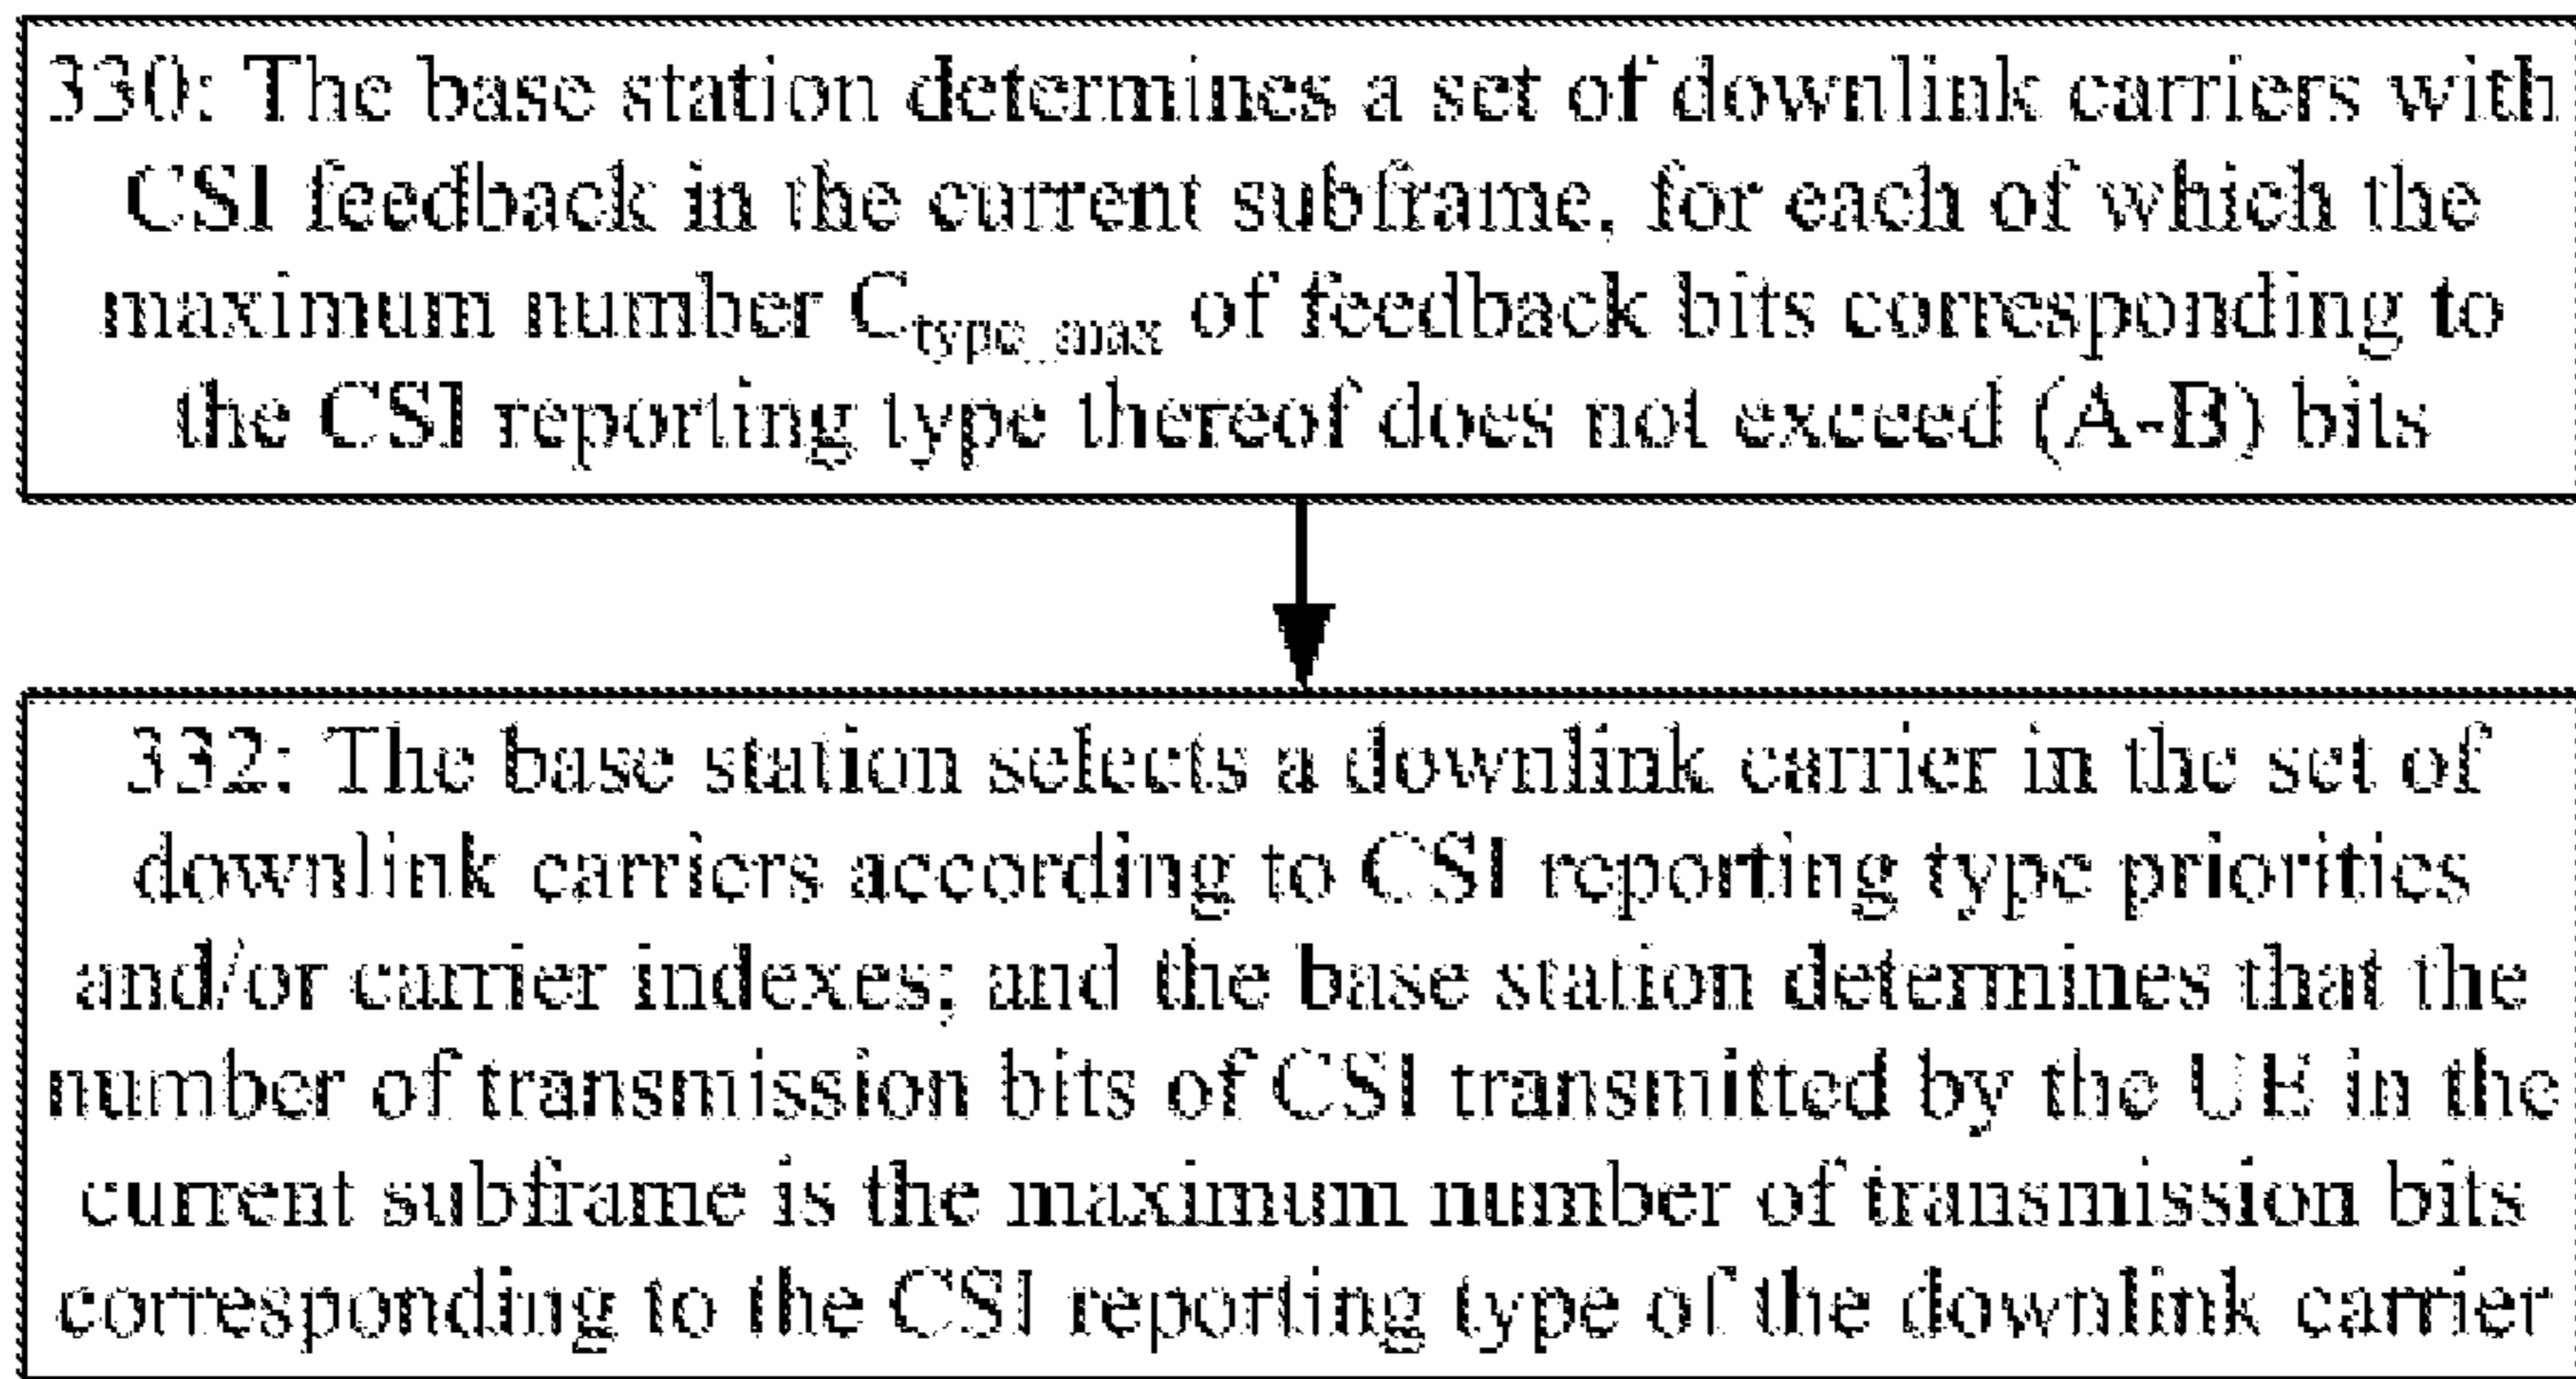 330: The base station determines a set of downlink carriers with
CSI feedback in the current subframe, for each of which the
maximum number C_type_max of feedback bits corresponding to
the CSI reporting type thereof does not exceed (A-B) bits
332: The base station selects a downlink carrier in the set of
downlink carriers according to CSI reporting type priorities
and/or carrier indexes; and the base station determines that the
number of transmission bits of CSI transmitted by the UE in the
current subframe is the maximum number of transmission bits
corresponding to the CSI reporting type of the downlink carrier